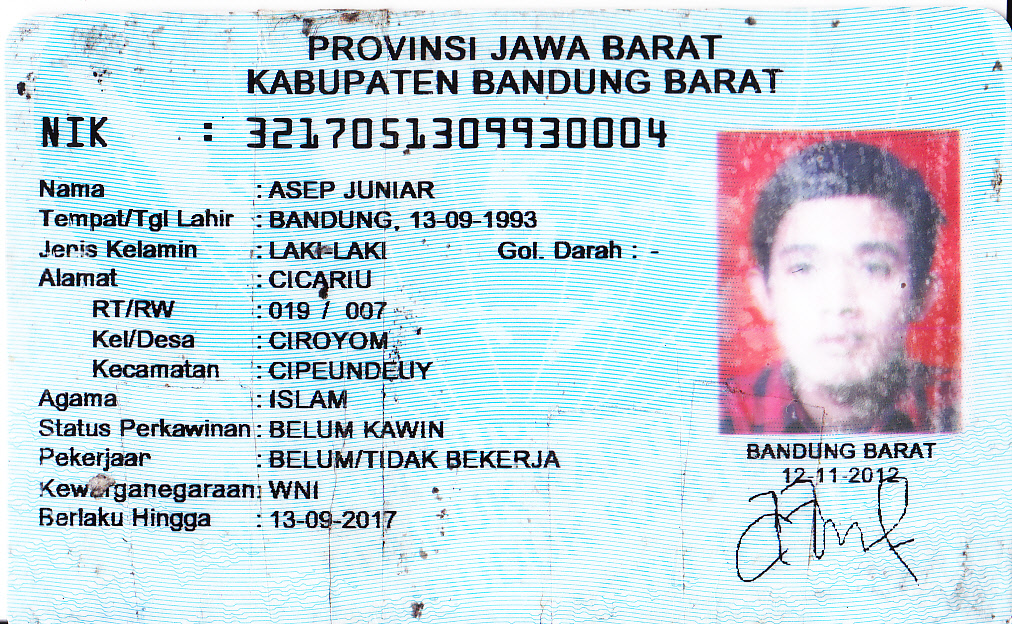 PROVINSI JAWA BARAT
KABUPATEN BANDUNG BARAT
NIK : 3217051309930004
Nama : ASEP JUNIAR
Tempat/Tgl Lahir : BANDUNG, 13-09-1993
Jenis Kelamin : LAKI-LAKI Gol. Darah : -
Alamat : CICARIU
RT/RW : 019 / 007
Kel/Desa : CIROYOM
Kecamatan : CIPEUNDEUY
Agama : ISLAM
Status Perkawinan : BELUM KAWIN
Pekerjaan : BELUM/TIDAK BEKERJA
Kewarganegaraan : WNI
Berlaku Hingga : 13-09-2017
BANDUNG BARAT
12-11-2012